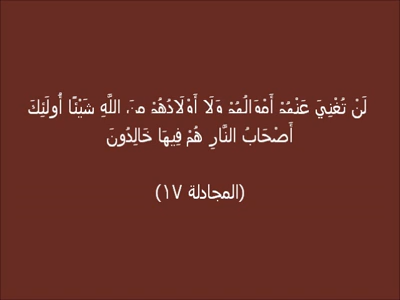 لَنْ تُغْنِيَ عَنْهُمْ أَمْوَالُهُمْ وَلَا أَوْلَادُهُمْ مِنَ اللَّهِ شَيْئًا أُولَئِكَ
أَصْحَابُ النَّارِ هُمْ فِيهَا خَالِدُونَ
(المجادلة ١٧)